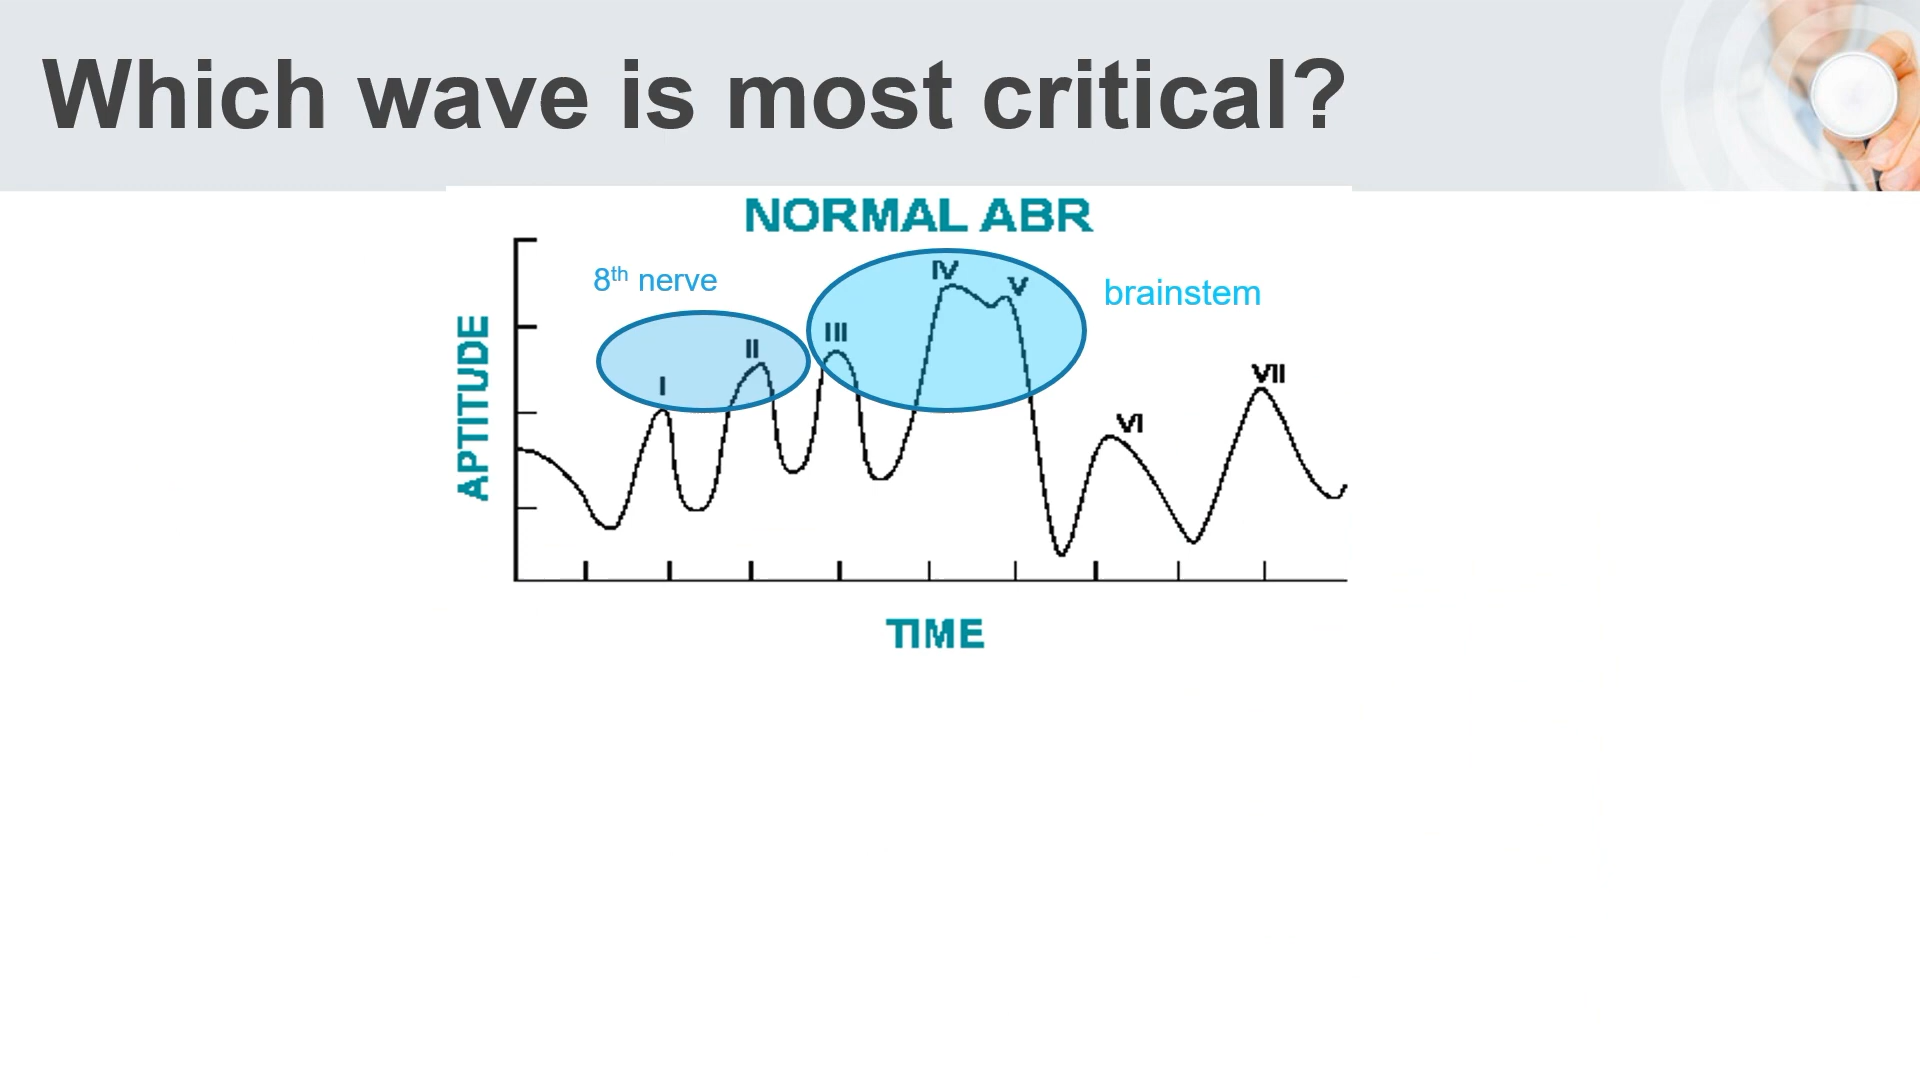 Which wave is most critical?
NORMAL ABR
8th nerve
brainstem
IV
V
III
II
I
VII
VI
APTITUDE
TIME